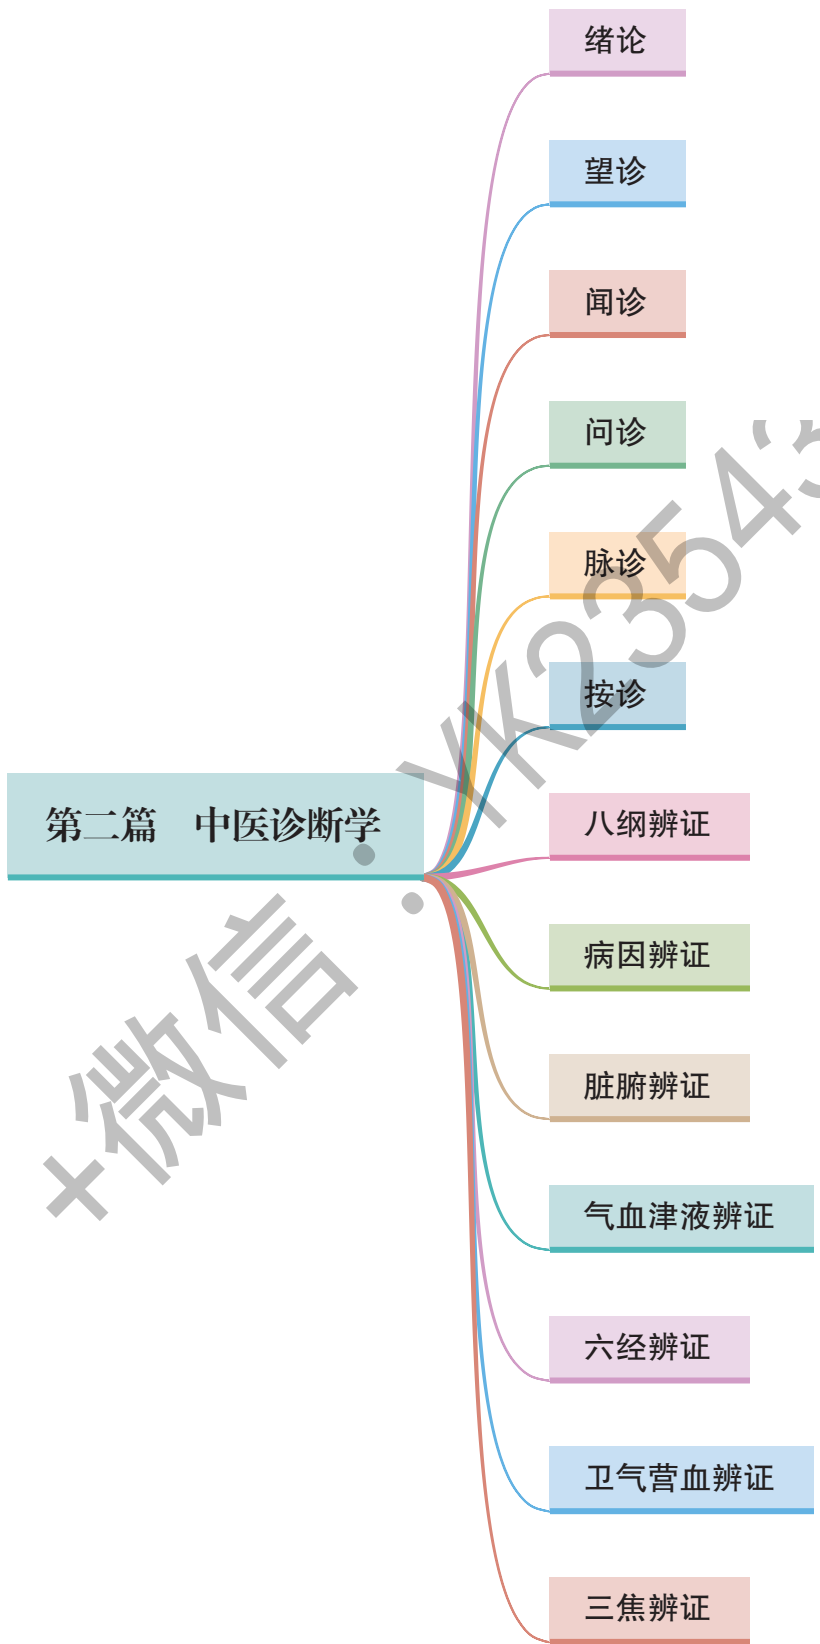 绪论
望诊
闻诊
问诊
脉诊
按诊
第二篇 中医诊断学
八纲辨证
病因辨证
脏腑辨证
气血津液辨证
六经辨证
卫气营血辨证
三焦辨证
+微信：YK23543